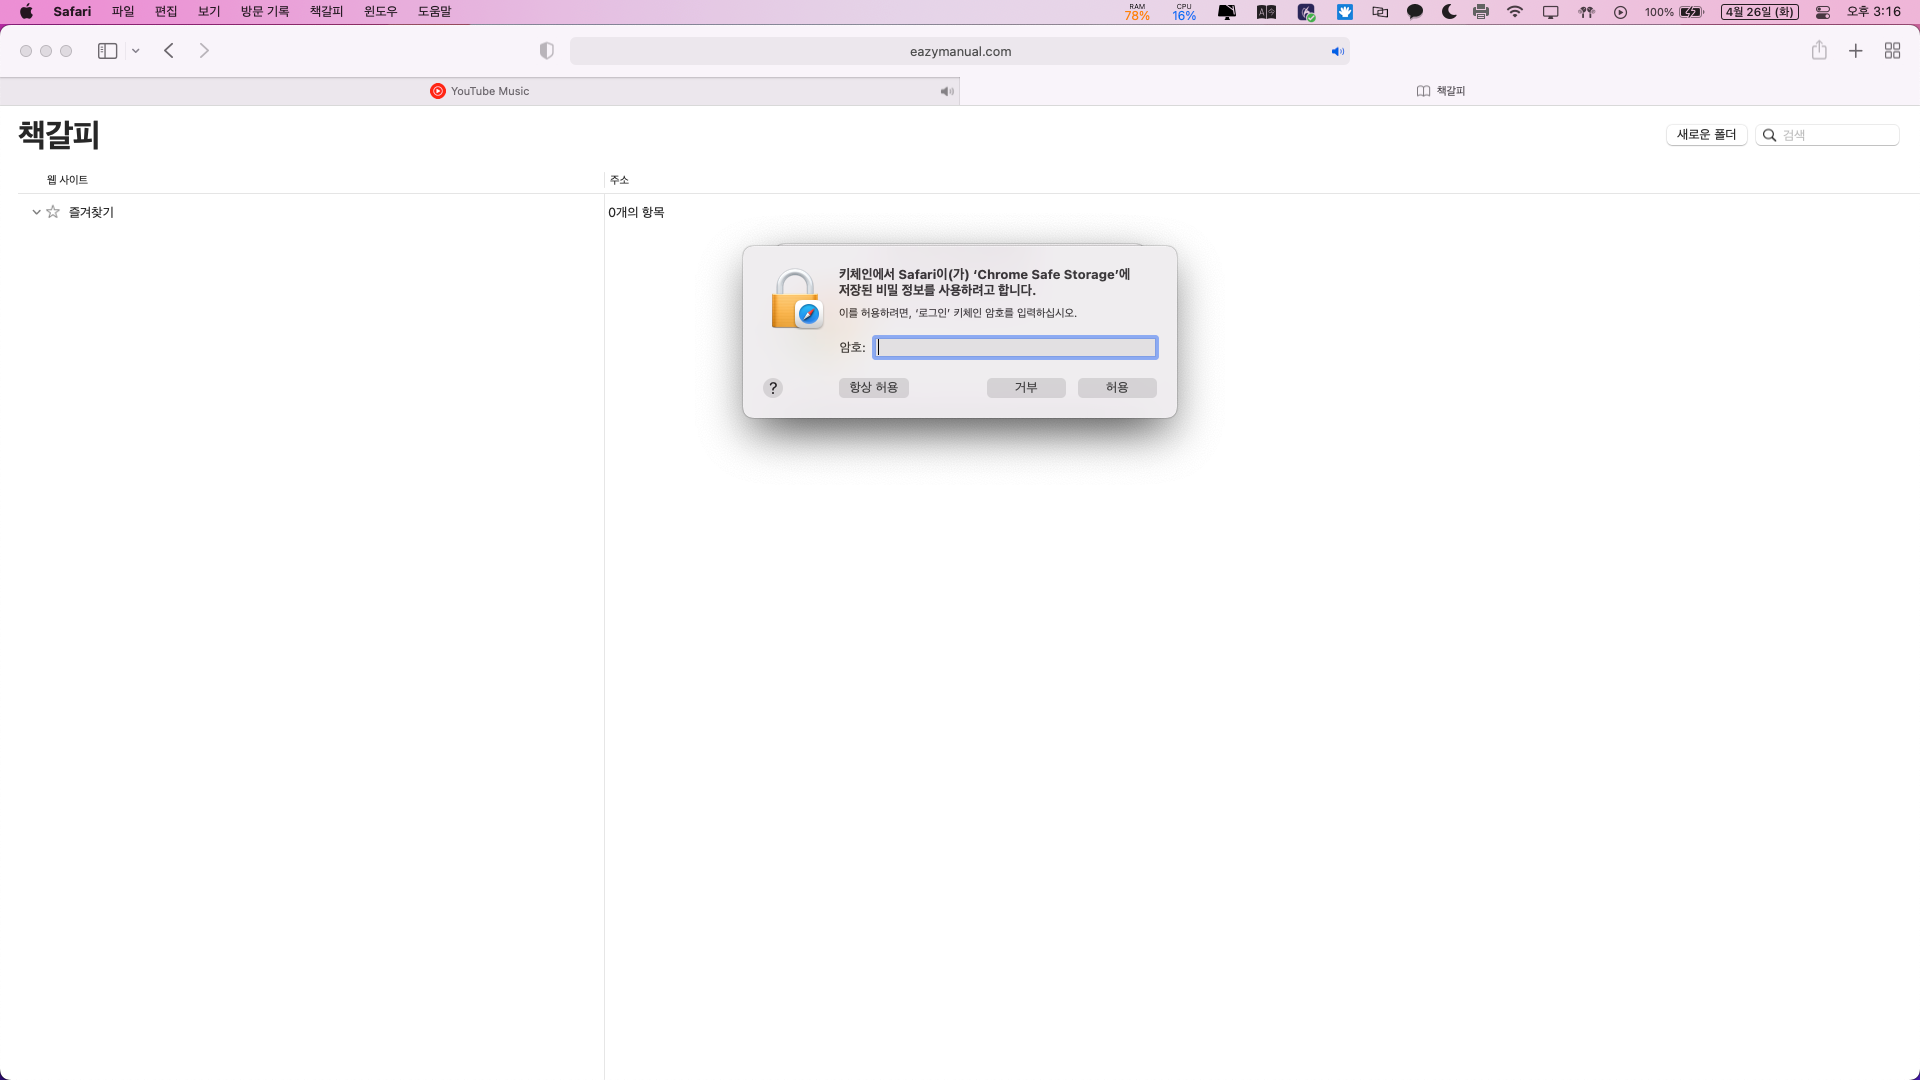 Safari 파일 편집 보기 방문 기록 책갈피 윈도우 도움말 RAM 78% CPU 16% 100% 4월 26일 (화) 오후 3:16
eazymanual.com
YouTube Music 책갈피
책갈피 새로운 폴더 검색
웹 사이트 주소
즐겨찾기 0개의 항목
키체인에서 Safari이(가) ‘Chrome Safe Storage’에
저장된 비밀 정보를 사용하려고 합니다.
이를 허용하려면, ‘로그인’ 키체인 암호를 입력하십시오.
암호:
? 항상 허용 거부 허용